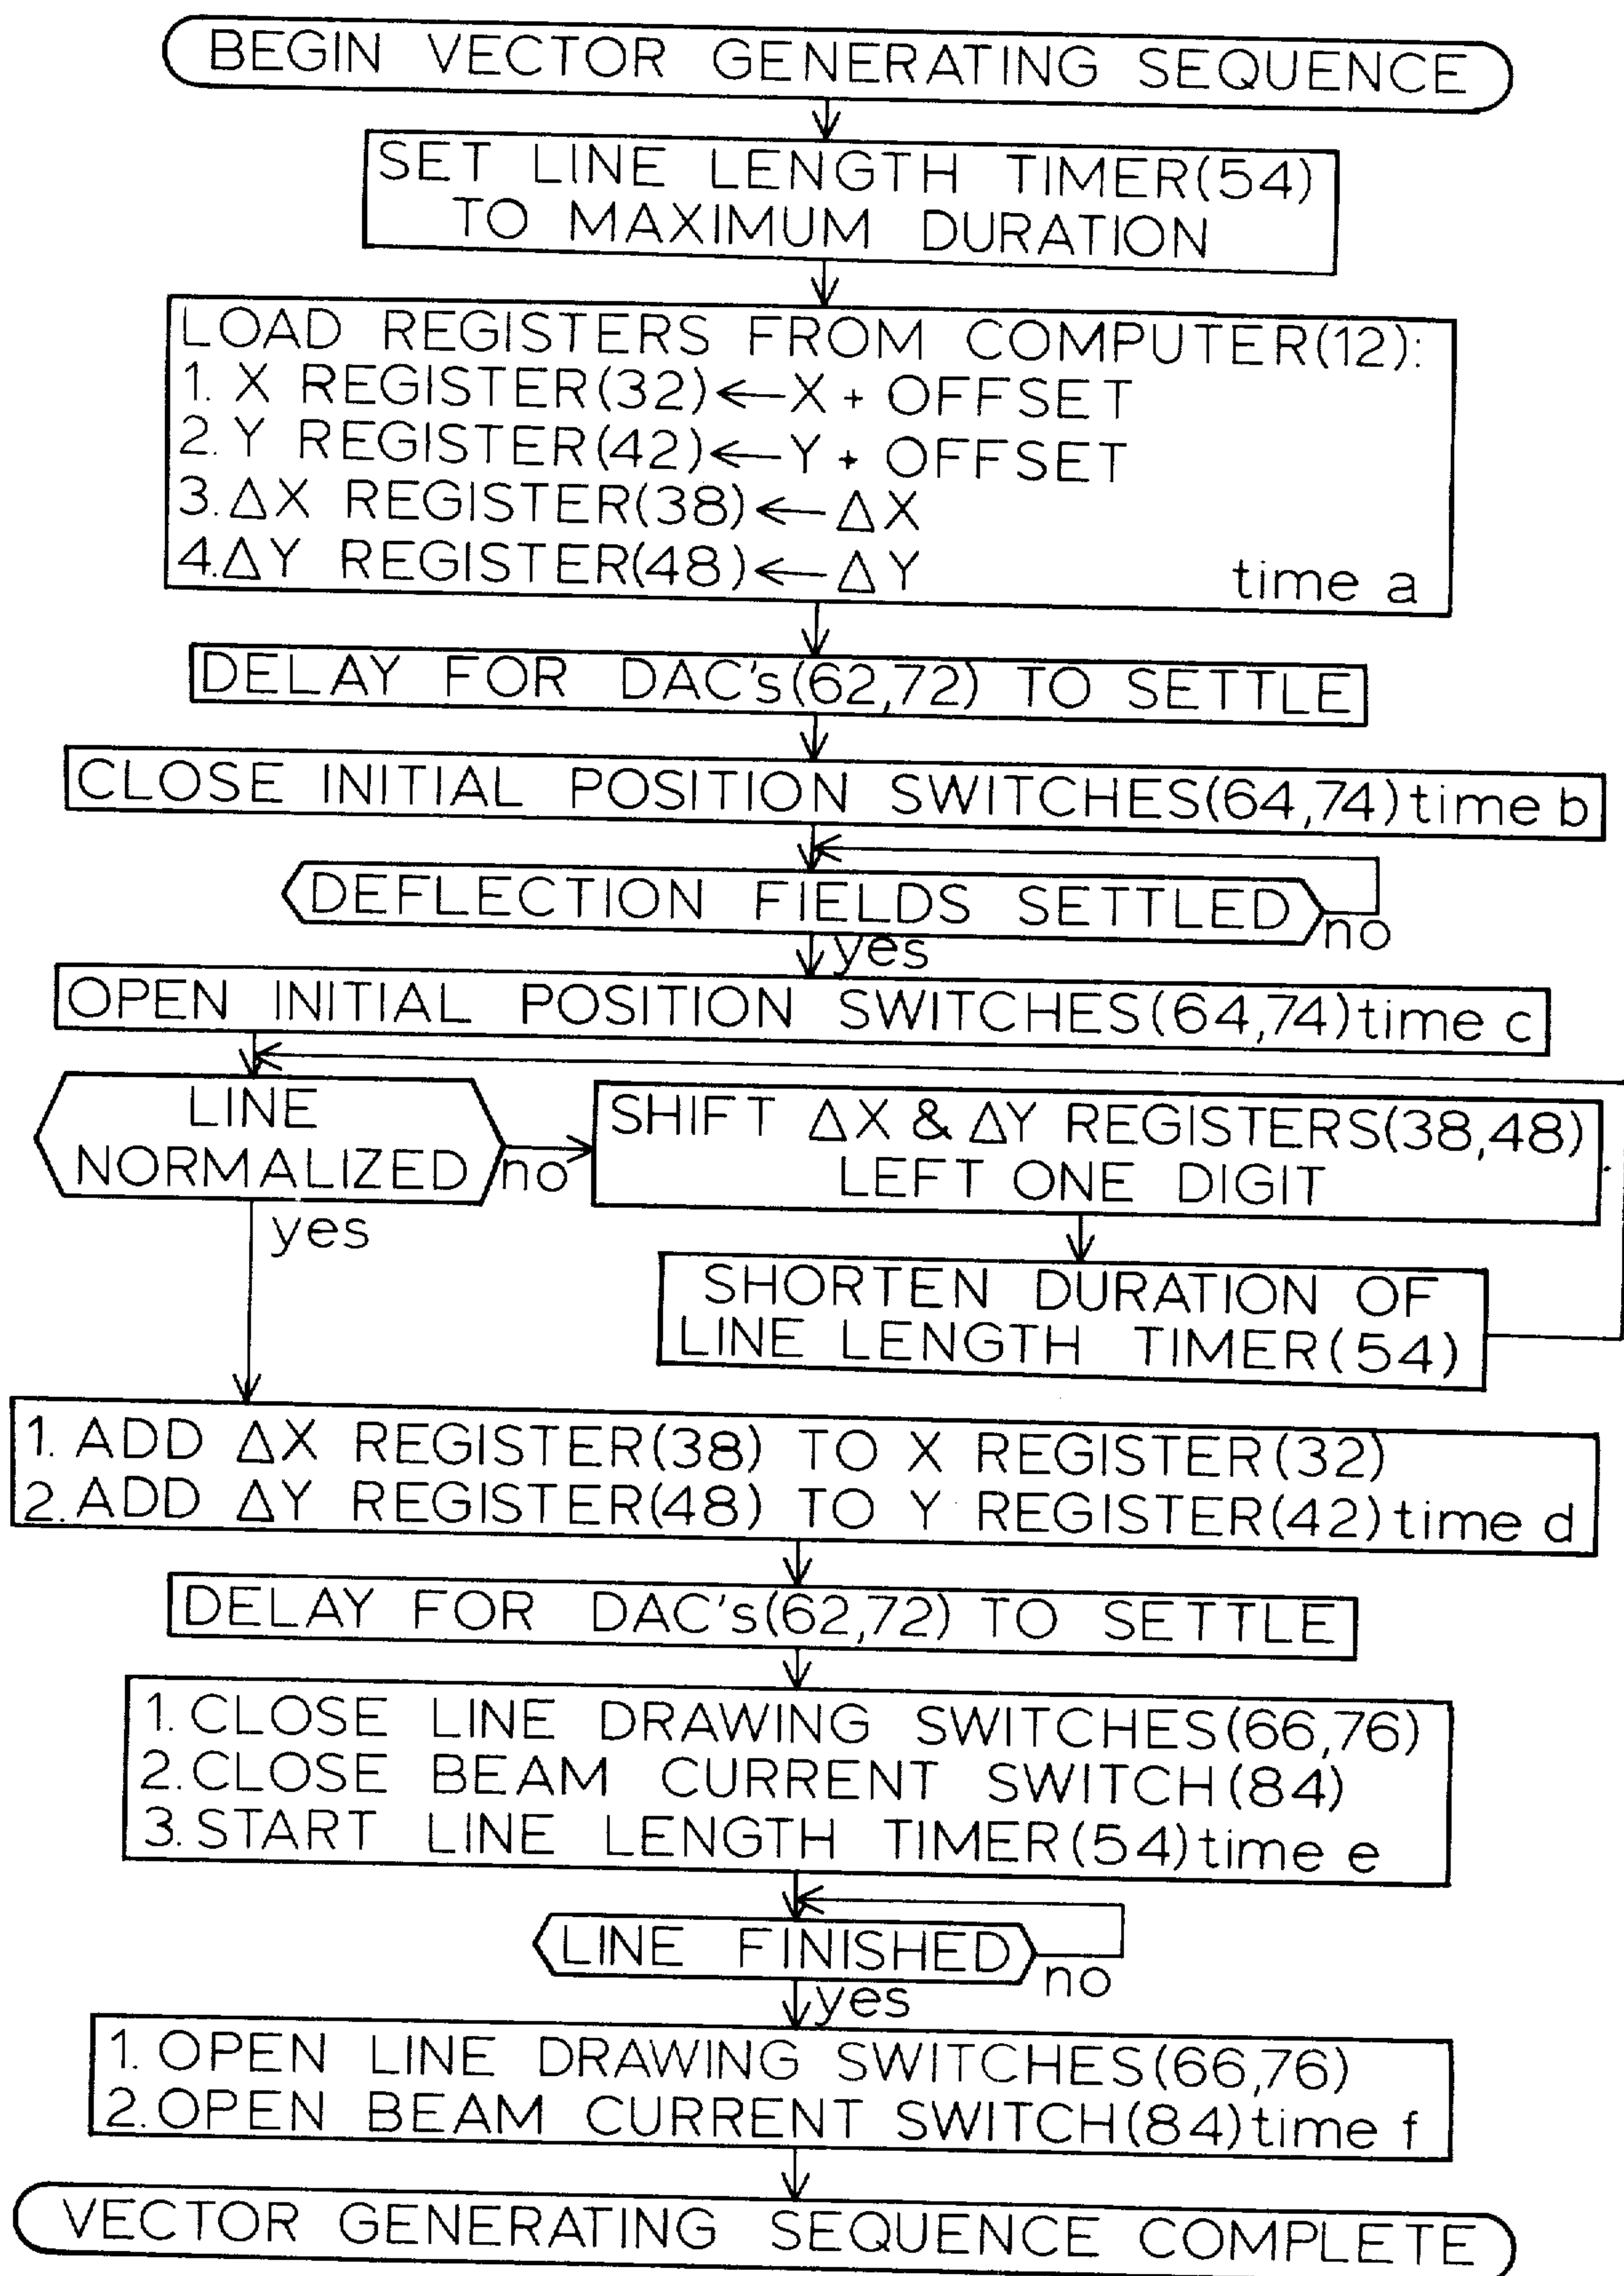 BEGIN VECTOR GENERATING SEQUENCE
SET LINE LENGTH TIMER(54)
TO MAXIMUM DURATION
LOAD REGISTERS FROM COMPUTER(12):
1. X REGISTER(32)←X + OFFSET
2. Y REGISTER(42)←Y + OFFSET
3. ΔX REGISTER(38)←ΔX
4. ΔY REGISTER(48)←ΔY time a
DELAY FOR DAC's(62,72) TO SETTLE
CLOSE INITIAL POSITION SWITCHES(64,74) time b
DEFLECTION FIELDS SETTLED
no
yes
OPEN INITIAL POSITION SWITCHES(64,74) time c
LINE
NORMALIZED
no
yes
SHIFT ΔX & ΔY REGISTERS(38,48)
LEFT ONE DIGIT
SHORTEN DURATION OF
LINE LENGTH TIMER(54)
1. ADD ΔX REGISTER(38) TO X REGISTER(32)
2. ADD ΔY REGISTER(48) TO Y REGISTER(42) time d
DELAY FOR DAC's(62,72) TO SETTLE
1. CLOSE LINE DRAWING SWITCHES(66,76)
2. CLOSE BEAM CURRENT SWITCH(84)
3. START LINE LENGTH TIMER(54) time e
LINE FINISHED
no
yes
1. OPEN LINE DRAWING SWITCHES(66,76)
2. OPEN BEAM CURRENT SWITCH(84) time f
VECTOR GENERATING SEQUENCE COMPLETE